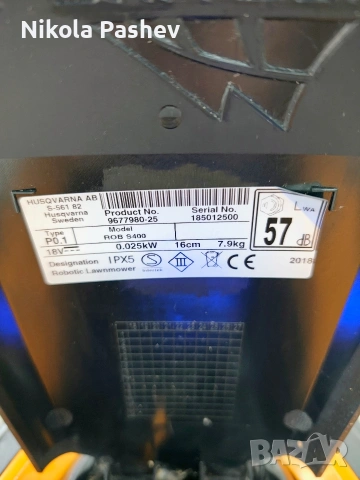 Nikola Pashev
HUSQVARNA AB
S-561 82
Husqvarna
Sweden
Product No.
9677980-25
Serial No.
185012500
Type
P0.1
Model
ROB S400
18V
0.025kW 16cm 7.9kg
LWA
57
dB
Designation IPX5
Robotic Lawnmower
2018
BAZAR